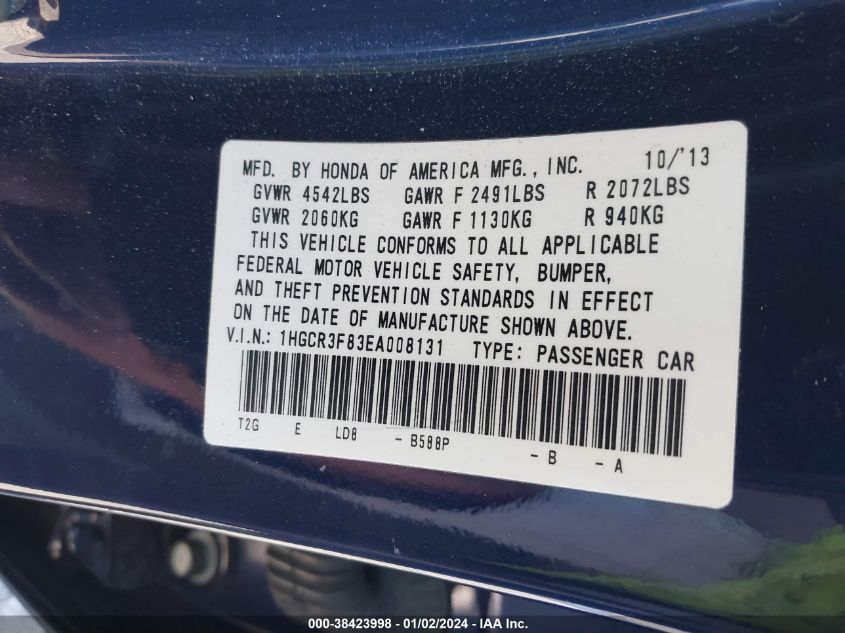 MFD. BY HONDA OF AMERICA MFG., INC. 10/'13
GVWR 4542LBS GAWR F 2491LBS R 2072LBS
GVWR 2060KG GAWR F 1130KG R 940KG
THIS VEHICLE CONFORMS TO ALL APPLICABLE
FEDERAL MOTOR VEHICLE SAFETY, BUMPER,
AND THEFT PREVENTION STANDARDS IN EFFECT
ON THE DATE OF MANUFACTURE SHOWN ABOVE.
V.I.N.: 1HGCR3F83EA008131 TYPE: PASSENGER CAR
T2G E LD8 - B588P - B - A
000-38423998 - 01/02/2024 - IAA Inc.